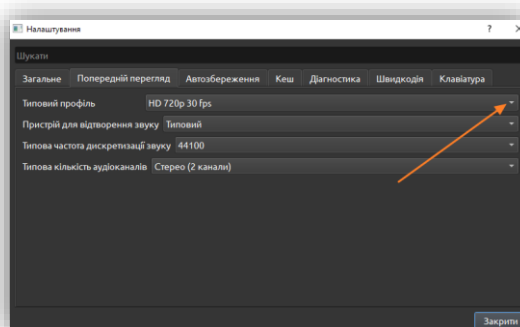 Налаштування ? ×
Шукати
Загальне Попередній перегляд Автозбереження Кеш Діагностика Швидкодія Клавіатура
Типовий профіль HD 720p 30 fps
Пристрій для відтворення звуку Типовий
Типова частота дискретизації звуку 44100
Типова кількість аудіоканалів Стерео (2 канали)
Закрити